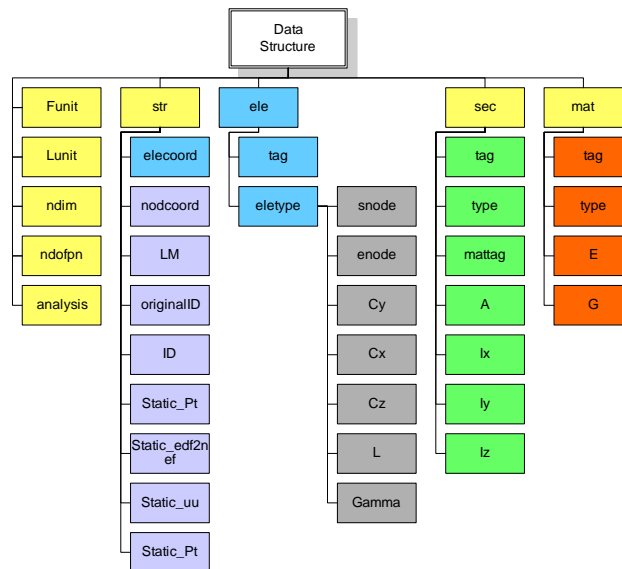 Data
Structure
Funit
Lunit
ndim
ndofpn
analysis
str
elecoord
nodcoord
LM
originalID
ID
Static_Pt
Static_edf2n
ef
Static_uu
Static_Pt
ele
tag
eletype
snode
enode
Cy
Cx
Cz
L
Gamma
sec
tag
type
mattag
A
Ix
Iy
Iz
mat
tag
type
E
G